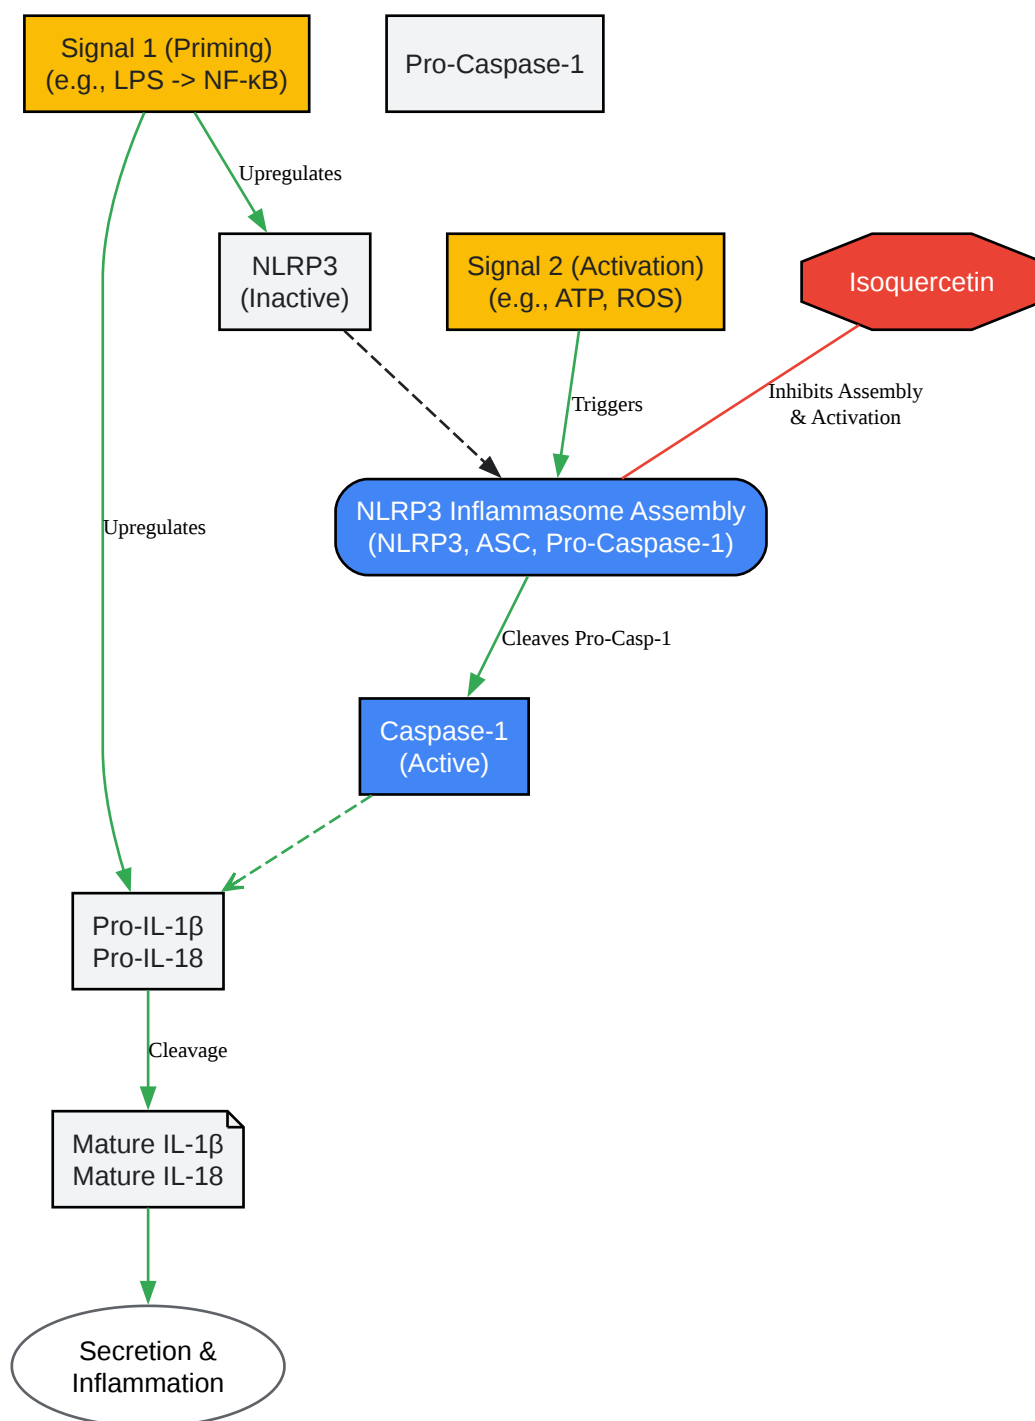 Signal 1 (Priming)
(e.g., LPS -> NF-κB)
Pro-Caspase-1
Upregulates
NLRP3
(Inactive)
Signal 2 (Activation)
(e.g., ATP, ROS)
Isoquercetin
Inhibits Assembly
& Activation
Triggers
Upregulates
NLRP3 Inflammasome Assembly
(NLRP3, ASC, Pro-Caspase-1)
Cleaves Pro-Casp-1
Caspase-1
(Active)
Pro-IL-1β
Pro-IL-18
Cleavage
Mature IL-1β
Mature IL-18
Secretion &
Inflammation